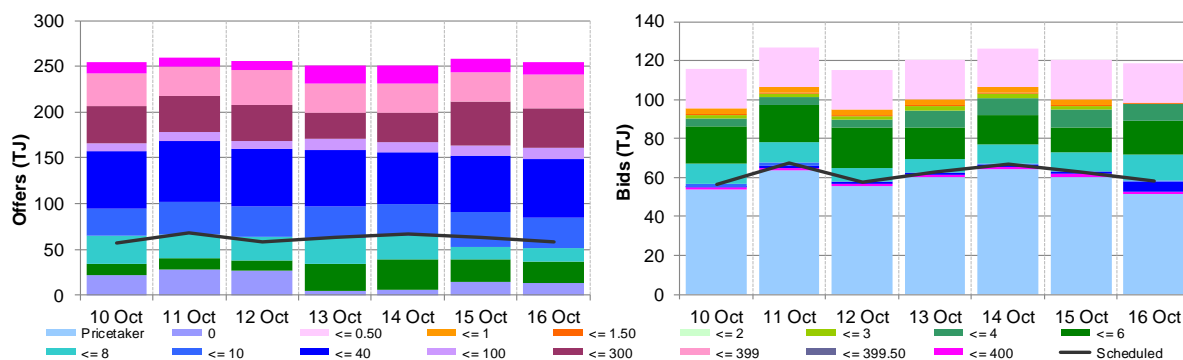 300
250
200
150
100
50
0
Offers (TJ)
10 Oct 11 Oct 12 Oct 13 Oct 14 Oct 15 Oct 16 Oct
140
120
100
80
60
40
20
0
Bids (TJ)
10 Oct 11 Oct 12 Oct 13 Oct 14 Oct 15 Oct 16 Oct
Pricetaker 0 <= 0.50 <= 1 <= 1.50 <= 2 <= 3 <= 4 <= 6
<= 8 <= 10 <= 40 <= 100 <= 300 <= 399 <= 399.50 <= 400 Scheduled